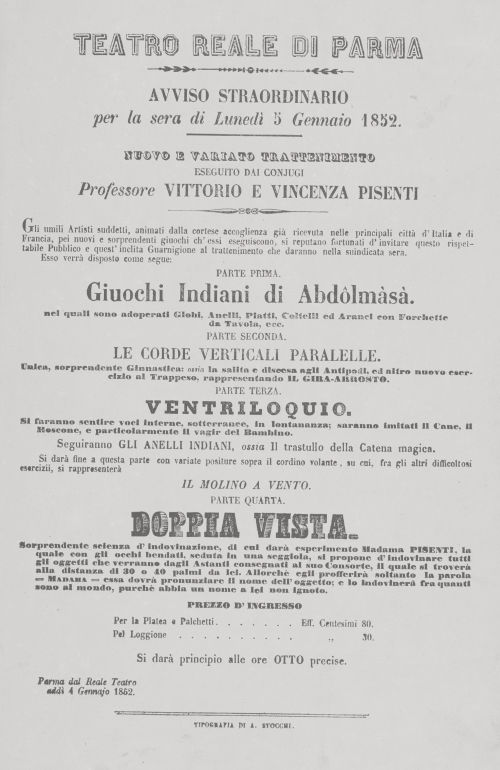 TEATRO REALE DI PARMA
AVVISO STRAORDINARIO
per la sera di Lunedì 5 Gennaio 1852.
NUOVO E VARIATO TRATTENIMENTO
ESEGUITO DAI CONJUGI
Professore VITTORIO E VINCENZA PISENTI
Gli umili Artisti suddetti, animati dalla cortese accoglienza già ricevuta nelle principali città d'Italia e di
Francia, pei nuovi e sorprendenti giuochi ch'essi eseguiscono, si reputano fortunati d'invitare questo rispet-
tabile Pubblico e quest'inclita Guarnigione al trattenimento che daranno nella suindicata sera.
Esso verrà disposto come segue:
PARTE PRIMA.
Giuochi Indiani di Abdôlmàsà.
nei quali sono adoperati Globi, Anelli, Piatti, Coltelli ed Aranci con Forchette
da Tavola, ecc.
PARTE SECONDA.
LE CORDE VERTICALI PARALELLE.
Unica, sorprendente Ginnastica: ossia la salita e discesa agli Antipodi, ed altro nuovo eser-
cizio al Trappeso, rappresentando IL GIRA-ARROSTO.
PARTE TERZA.
VENTRILOQUIO.
Si faranno sentire voci interne, sotterranee, in lontananza; saranno imitati il Cane, il
Moscone, e particolarmente il vagir del Bambino.
Seguiranno GLI ANELLI INDIANI, ossia Il trastullo della Catena magica.
Si darà fine a questa parte con variate positure sopra il cordino volante, su cui, fra gli altri difficoltosi
esercizii, si rappresenterà
IL MOLINO A VENTO.
PARTE QUARTA.
DOPPIA VISTA.
Sorprendente scienza d'indovinazione, di cui darà esperimento Madama PISENTI, la
quale con gli occhi bendati, seduta in una seggiola, si propone d'indovinare tutti
gli oggetti che verranno dagli Astanti consegnati al suo Consorte, il quale si troverà
alla distanza di 30 o 40 palmi da lei. Allorchè egli profferirà soltanto la parola
= MADAMA = essa dovrà pronunziare il nome dell'oggetto; e lo indovinerà fra quanti
sono al mondo, purchè abbia un nome a lei non ignoto.
PREZZO D'INGRESSO
Per la Platea e Palchetti. . . . . . . Eff. Centesimi 80.
Pel Loggione . . . . . . . . . . „ 30.
Si darà principio alle ore OTTO precise.
Parma dal Reale Teatro
addì 4 Gennajo 1852.
TIPOGRAFIA DI A. STOCCHI.